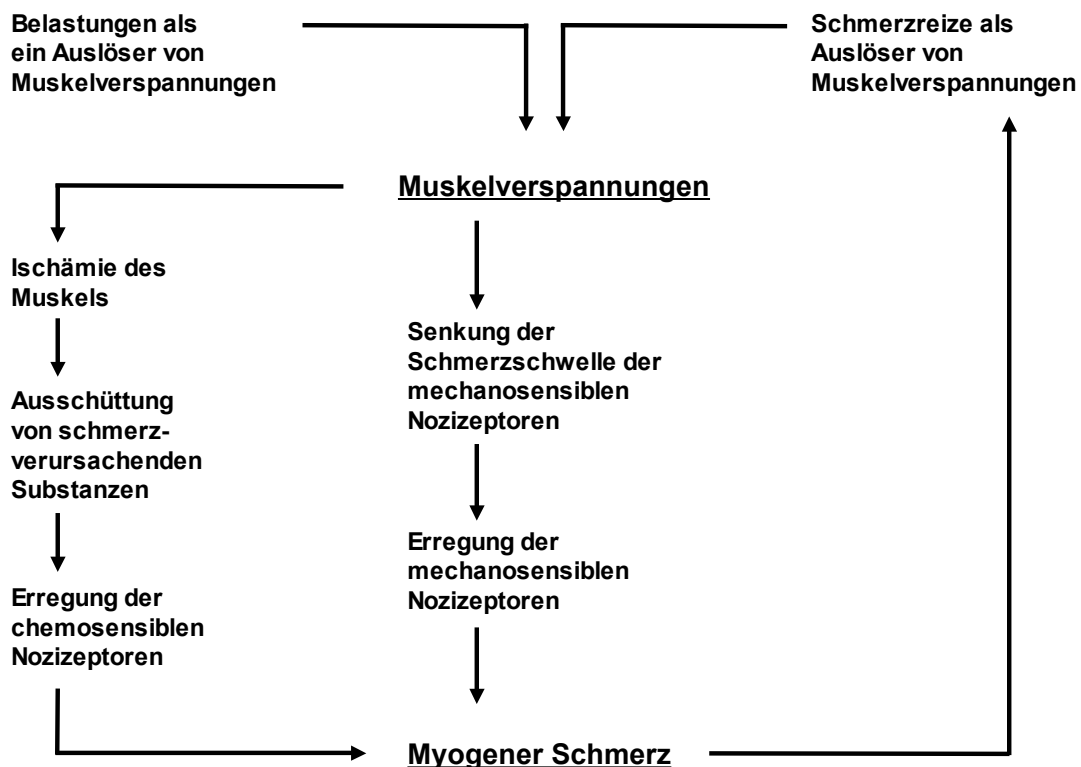 Belastungen als
ein Auslöser von
Muskelverspannungen
Schmerzreize als
Auslöser von
Muskelverspannungen
Muskelverspannungen
Ischämie des
Muskels
Senkung der
Schmerzschwelle der
mechanosensiblen
Nozizeptoren
Ausschüttung
von schmerz-
verursachenden
Substanzen
Erregung der
mechanosensiblen
Nozizeptoren
Erregung der
chemosensiblen
Nozizeptoren
Myogener Schmerz